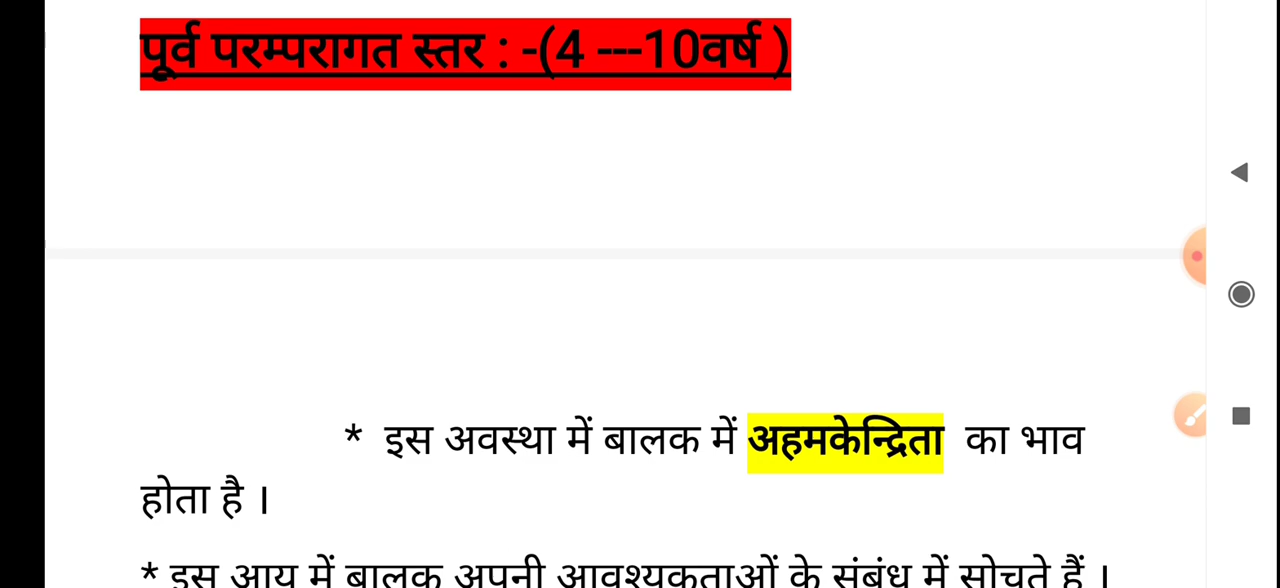 पूर्व परम्परागत स्तर : -(4 ---10वर्ष )
* इस अवस्था में बालक में अहमकेन्द्रिता का भाव
होता है ।
* इस आयु में बालक अपनी आवश्यकताओं के संबंध में सोचते हैं ।